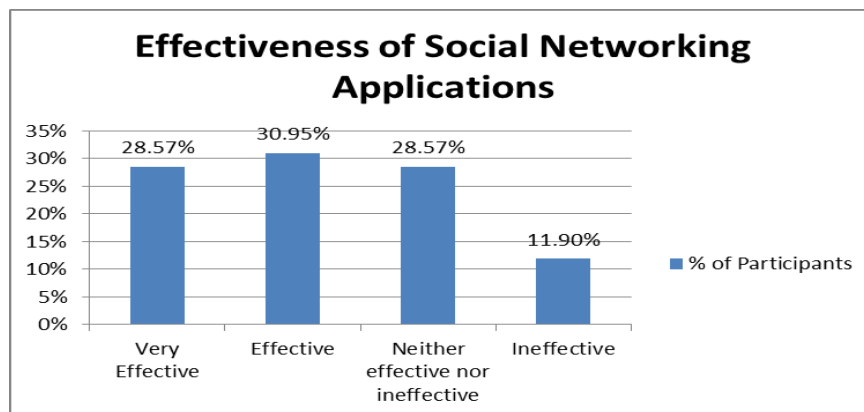 Effectiveness of Social Networking
Applications
35%
30%
25%
20%
15%
10%
5%
0%
28.57%
30.95%
28.57%
11.90%
Very
Effective
Effective
Neither
effective nor
ineffective
Ineffective
% of Participants